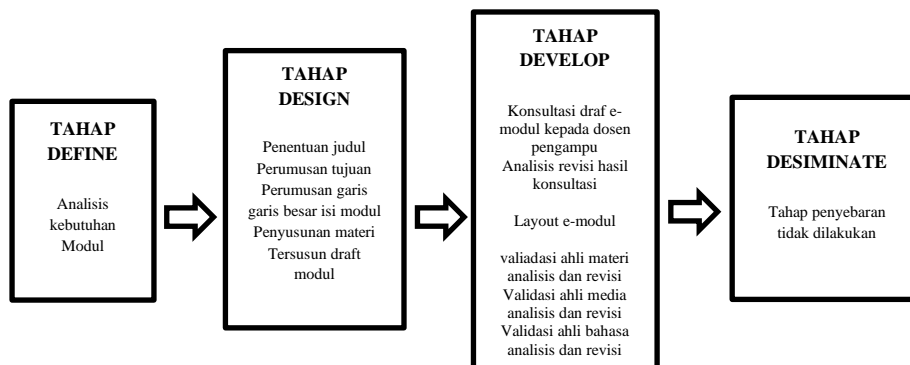 TAHAP
DEFINE
Analisis
kebutuhan
Modul
TAHAP
DESIGN
Penentuan judul
Perumusan tujuan
Perumusan garis
garis besar isi modul
Penyusunan materi
Tersusun draft
modul
TAHAP
DEVELOP
Konsultasi draf e-
modul kepada dosen
pengampu
Analisis revisi hasil
konsultasi
Layout e-modul
valiadasi ahli materi
analisis dan revisi
Validasi ahli media
analisis dan revisi
Validasi ahli bahasa
analisis dan revisi
TAHAP
DESIMINATE
Tahap penyebaran
tidak dilakukan